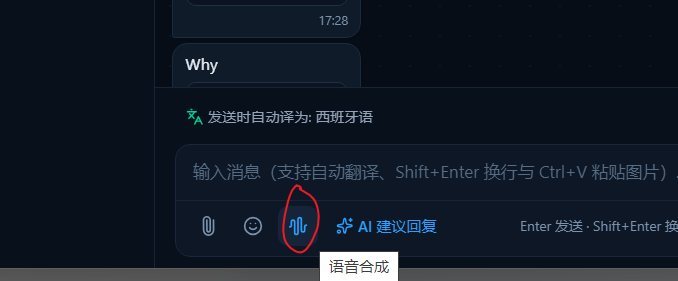 17:28
Why
发送时自动译为: 西班牙语
输入消息（支持自动翻译、Shift+Enter 换行与 Ctrl+V 粘贴图片）.
AI 建议回复
Enter 发送 · Shift+Enter 换
语音合成